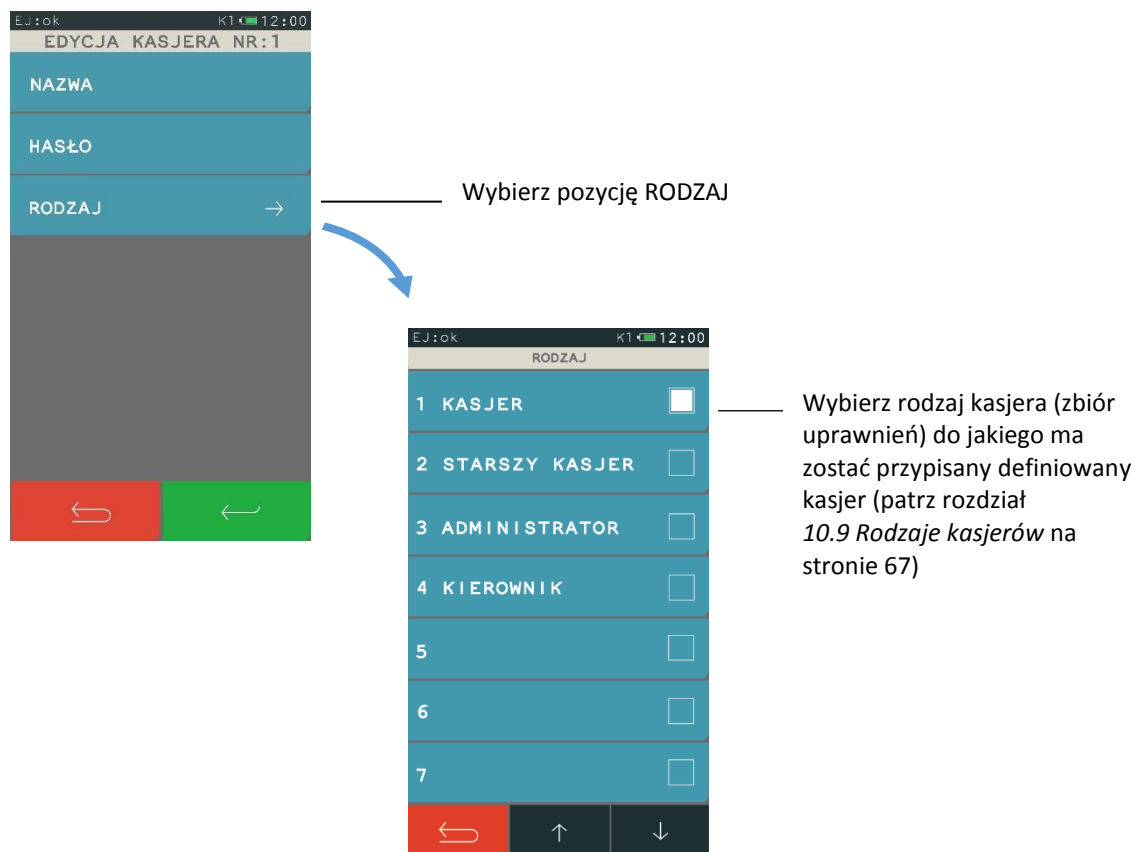 EJ:ok K1 12:00
EDYCJA KASJERA NR:1
NAZWA
HASŁO
RODZAJ →
Wybierz pozycję RODZAJ
EJ:ok K1 12:00
RODZAJ
1 KASJER
2 STARSZY KASJER
3 ADMINISTRATOR
4 KIEROWNIK
5
6
7
Wybierz rodzaj kasjera (zbiór
uprawnień) do jakiego ma
zostać przypisany definiowany
kasjer (patrz rozdział
10.9 Rodzaje kasjerów na
stronie 67)